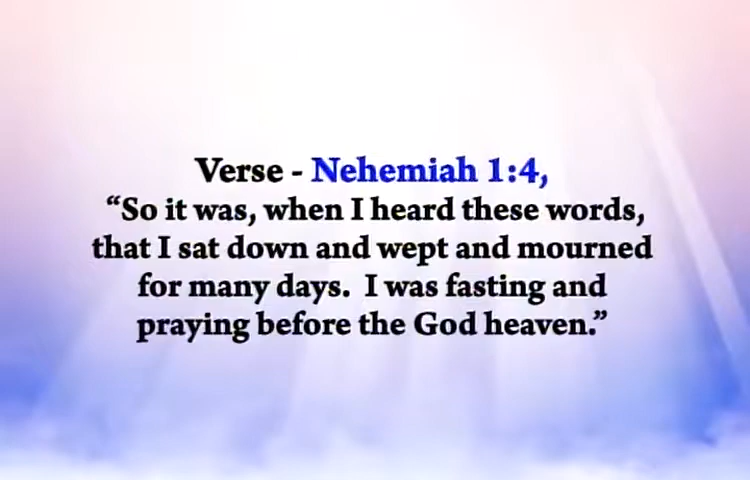 Verse - Nehemiah 1:4,
“So it was, when I heard these words,
that I sat down and wept and mourned
for many days.  I was fasting and
praying before the God heaven.”